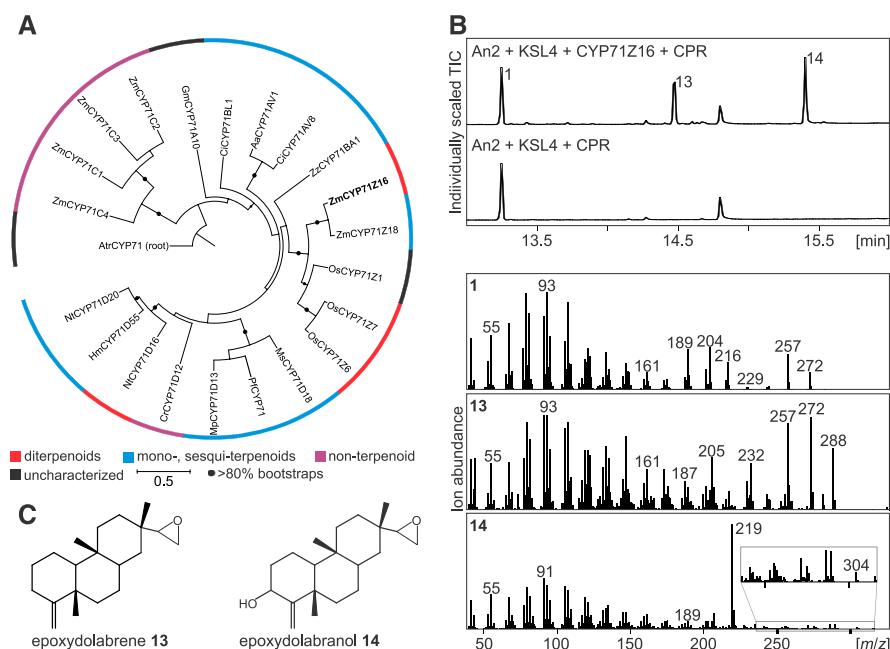 A
ZmCYP71C2
ZmCYP71C3
ZmCYP71C1
ZmCYP71C4
AtrCYP71 (root)
GmCYP71A10
CiCYP71BL1
AaCYP71AV1
CiCYP71AV8
ZzCYP71BA1
ZmCYP71Z16
ZmCYP71Z18
OsCYP71Z1
OsCYP71Z7
OsCYP71Z6
MsCYP71D18
PfCYP71
MpCYP71D13
CrCYP71D12
NtCYP71D16
HmCYP71D55
NtCYP71D20
diterpenoids
mono-, sesqui-terpenoids
non-terpenoid
uncharacterized
0.5
>80% bootstraps
B
Indiividually scaled TIC
An2 + KSL4 + CYP71Z16 + CPR
1
13
14
An2 + KSL4 + CPR
13.5
14.5
15.5
[min]
Ion abundance
1
55
93
161
189
204
216
229
257
272
13
55
93
161
187
205
232
257
272
288
14
55
91
189
219
304
50
100
150
200
250
[m/z]
C
O
epoxydolabrene 13
O
HO
epoxydolabranol 14